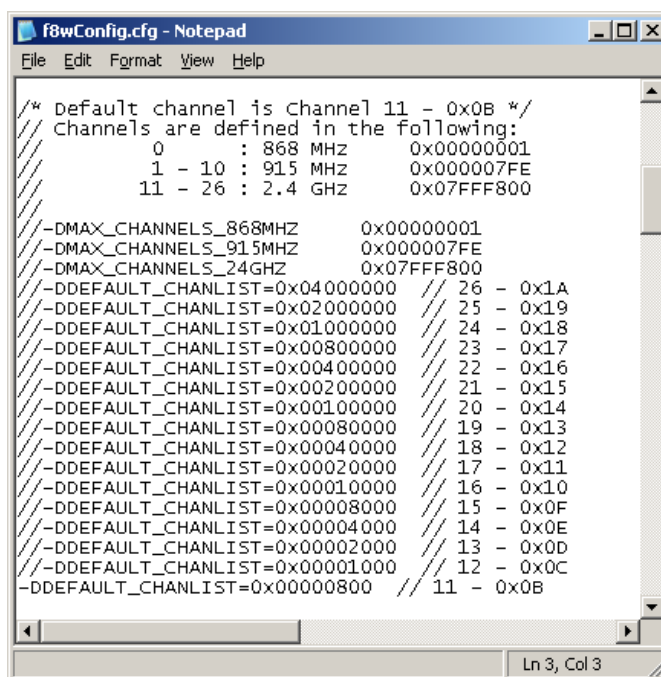 f8wConfig.cfg - Notepad
File Edit Format View Help
/* Default channel is Channel 11 - 0x0B */
// Channels are defined in the following:
// 0 : 868 MHz 0x00000001
// 1 - 10 : 915 MHz 0x000007FE
// 11 - 26 : 2.4 GHz 0x07FFF800
//
//-DMAX_CHANNELS_868MHZ 0x00000001
//-DMAX_CHANNELS_915MHZ 0x000007FE
//-DMAX_CHANNELS_24GHZ 0x07FFF800
//-DDEFAULT_CHANLIST=0x04000000 // 26 - 0x1A
//-DDEFAULT_CHANLIST=0x02000000 // 25 - 0x19
//-DDEFAULT_CHANLIST=0x01000000 // 24 - 0x18
//-DDEFAULT_CHANLIST=0x00800000 // 23 - 0x17
//-DDEFAULT_CHANLIST=0x00400000 // 22 - 0x16
//-DDEFAULT_CHANLIST=0x00200000 // 21 - 0x15
//-DDEFAULT_CHANLIST=0x00100000 // 20 - 0x14
//-DDEFAULT_CHANLIST=0x00080000 // 19 - 0x13
//-DDEFAULT_CHANLIST=0x00040000 // 18 - 0x12
//-DDEFAULT_CHANLIST=0x00020000 // 17 - 0x11
//-DDEFAULT_CHANLIST=0x00010000 // 16 - 0x10
//-DDEFAULT_CHANLIST=0x00008000 // 15 - 0x0F
//-DDEFAULT_CHANLIST=0x00004000 // 14 - 0x0E
//-DDEFAULT_CHANLIST=0x00002000 // 13 - 0x0D
//-DDEFAULT_CHANLIST=0x00001000 // 12 - 0x0C
-DDEFAULT_CHANLIST=0x00000800 // 11 - 0x0B
Ln 3, Col 3